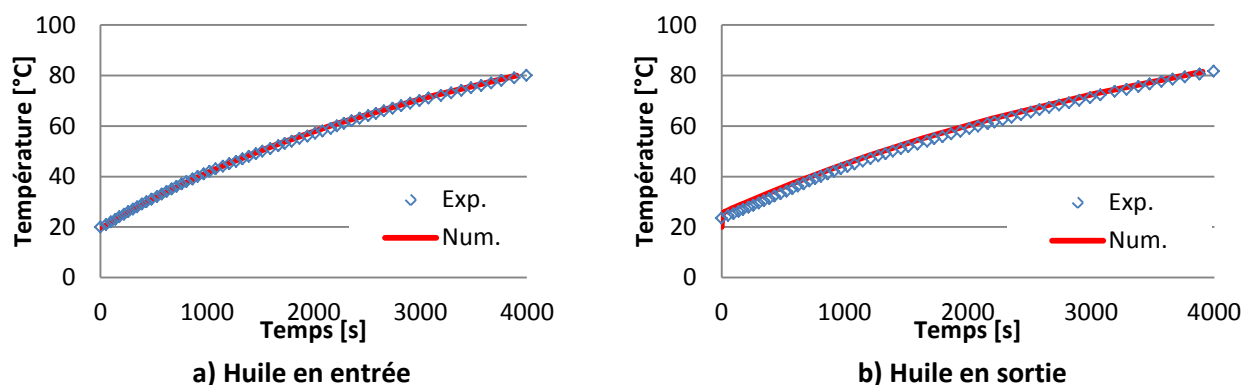 Température [°C]
100
80
60
40
20
0
Exp.
Num.
0 1000 2000 3000 4000
Temps [s]
a) Huile en entrée
Température [°C]
100
80
60
40
20
0
Exp.
Num.
0 1000 2000 3000 4000
Temps [s]
b) Huile en sortie